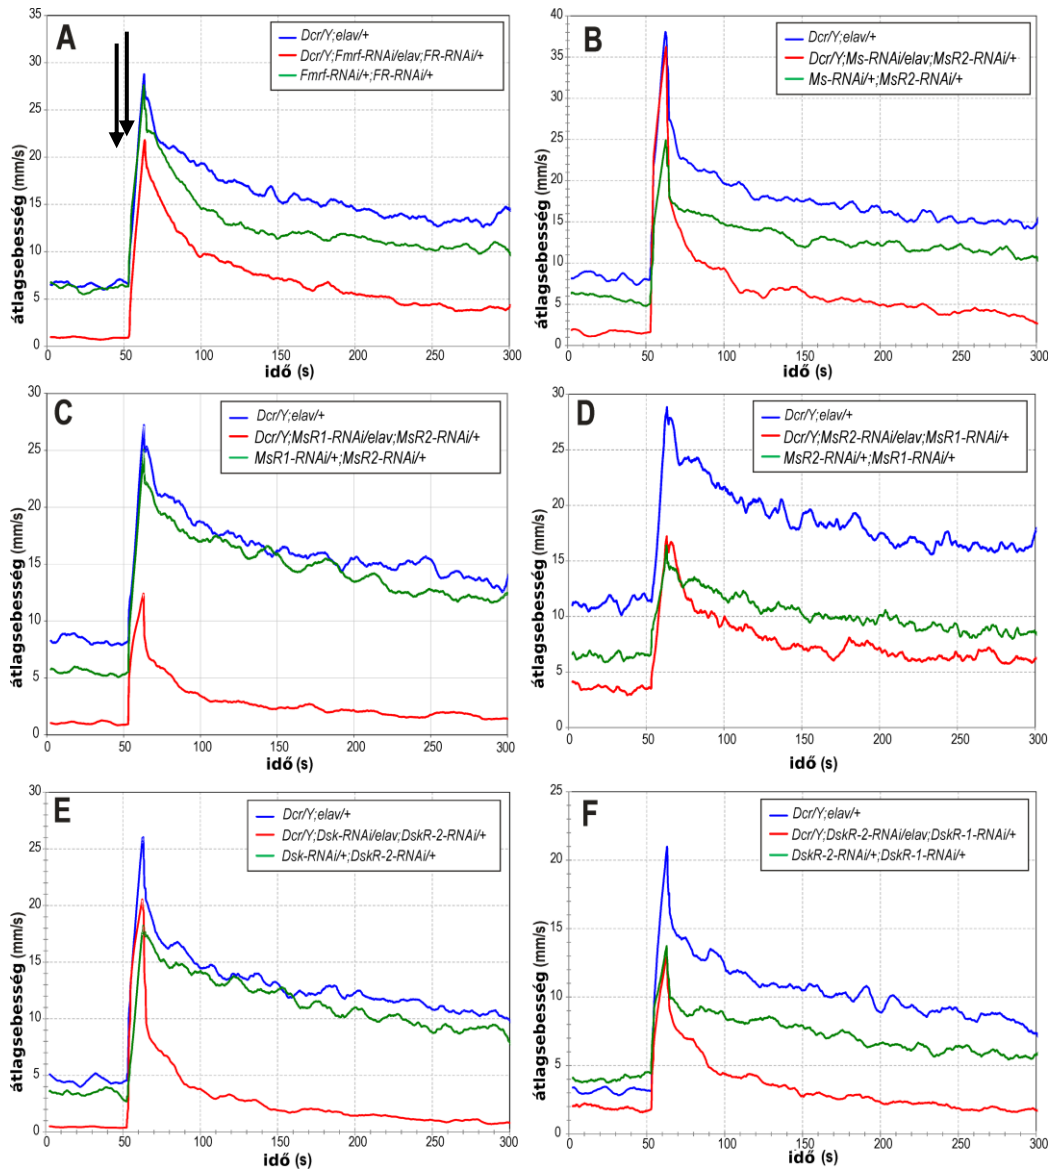 A
Dcr/Y;elav/+
Dcr/Y;Fmrf-RNAi/elav;FR-RNAi/+
Fmrf-RNAi/+;FR-RNAi/+
átlagsebesség (mm/s)
35
30
25
20
15
10
5
0
0 50 100 150 200 250 300
idő (s)
B
Dcr/Y;elav/+
Dcr/Y;Ms-RNAi/elav;MsR2-RNAi/+
Ms-RNAi/+;MsR2-RNAi/+
átlagsebesség (mm/s)
40
35
30
25
20
15
10
5
0
0 50 100 150 200 250 300
idő (s)
C
Dcr/Y;elav/+
Dcr/Y;MsR1-RNAi/elav;MsR2-RNAi/+
MsR1-RNAi/+;MsR2-RNAi/+
átlagsebesség (mm/s)
30
25
20
15
10
5
0
0 50 100 150 200 250 300
idő (s)
D
Dcr/Y;elav/+
Dcr/Y;MsR2-RNAi/elav;MsR1-RNAi/+
MsR2-RNAi/+;MsR1-RNAi/+
átlagsebesség (mm/s)
30
25
20
15
10
5
0
0 50 100 150 200 250 300
idő (s)
E
Dcr/Y;elav/+
Dcr/Y;Dsk-RNAi/elav;DskR-2-RNAi/+
Dsk-RNAi/+;DskR-2-RNAi/+
átlagsebesség (mm/s)
30
25
20
15
10
5
0
0 50 100 150 200 250 300
idő (s)
F
Dcr/Y;elav/+
Dcr/Y;DskR-2-RNAi/elav;DskR-1-RNAi/+
DskR-2-RNAi/+;DskR-1-RNAi/+
átlagsebesség (mm/s)
25
20
15
10
5
0
0 50 100 150 200 250 300
idő (s)